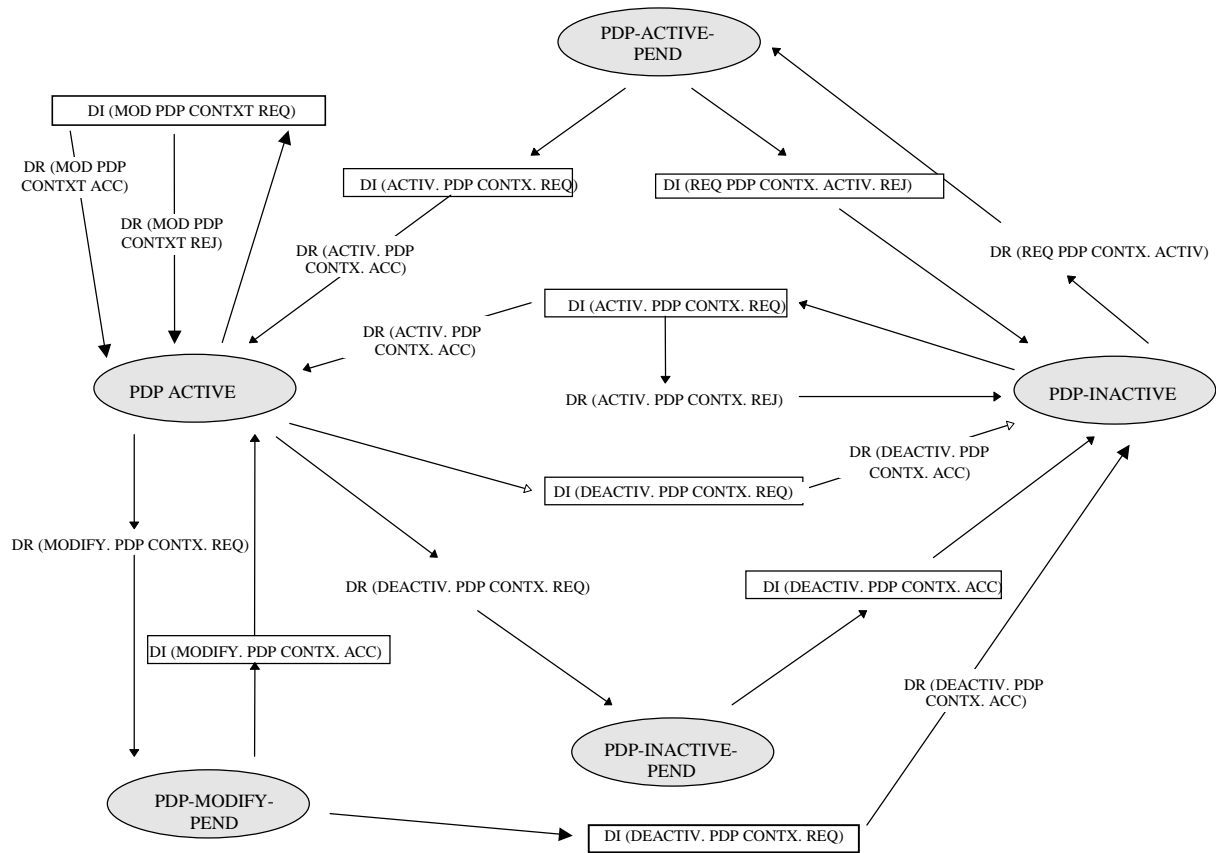 PDP-ACTIVE-
PEND
DI (MOD PDP CONTXT REQ)
DR (MOD PDP
CONTXT ACC)
DI (ACTIV. PDP CONTX. REQ)
DI (REQ PDP CONTX. ACTIV. REJ)
DR (MOD PDP
CONTXT REJ)
DR (ACTIV. PDP
CONTX. ACC)
DR (REQ PDP CONTX. ACTIV)
DI (ACTIV. PDP CONTX. REQ)
DR (ACTIV. PDP
CONTX. ACC)
PDP ACTIVE
DR (ACTIV. PDP CONTX. REJ)
PDP-INACTIVE
DR (DEACTIV. PDP
CONTX. ACC)
DI (DEACTIV. PDP CONTX. REQ)
DR (MODIFY. PDP CONTX. REQ)
DR (DEACTIV. PDP CONTX. REQ)
DI (DEACTIV. PDP CONTX. ACC)
DI (MODIFY. PDP CONTX. ACC)
DR (DEACTIV. PDP
CONTX. ACC)
PDP-INACTIVE-
PEND
PDP-MODIFY-
PEND
DI (DEACTIV. PDP CONTX. REQ)